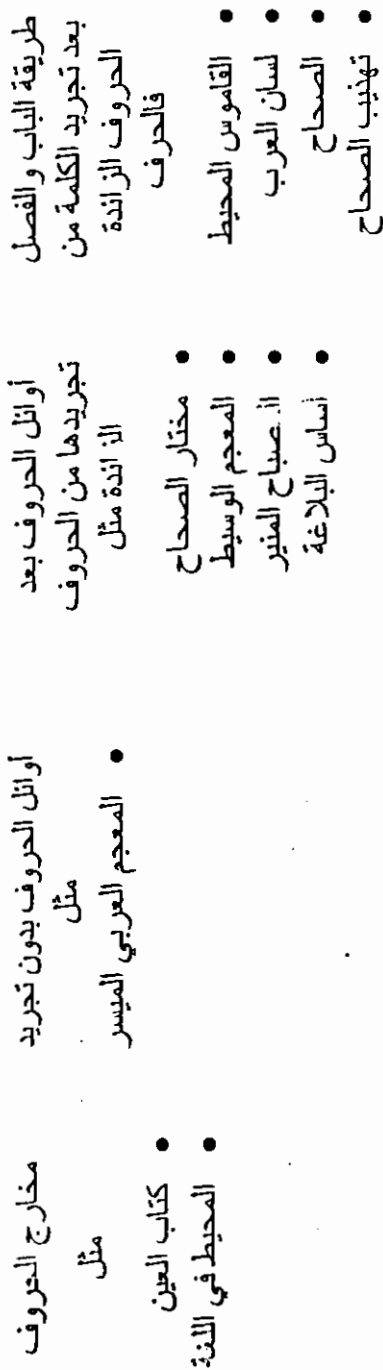 طريقة الباب والفصل
بعد تجريد الكلمة من
الحروف الزائدة
فالحرف
• القاموس المحيط
• لسان العرب
• الصحاح
• تهذيب الصحاح
أوائل الحروف بعد
تجريدها من الحروف
الزائدة مثل
• مختار الصحاح
• المعجم الوسيط
• المصباح المنير
• أساس البلاغة
أوائل الحروف بدون تجريد
مثل
• المعجم العربي الميسر
مخارج الحروف
مثل
• كتاب العين
• المحيط في اللغة